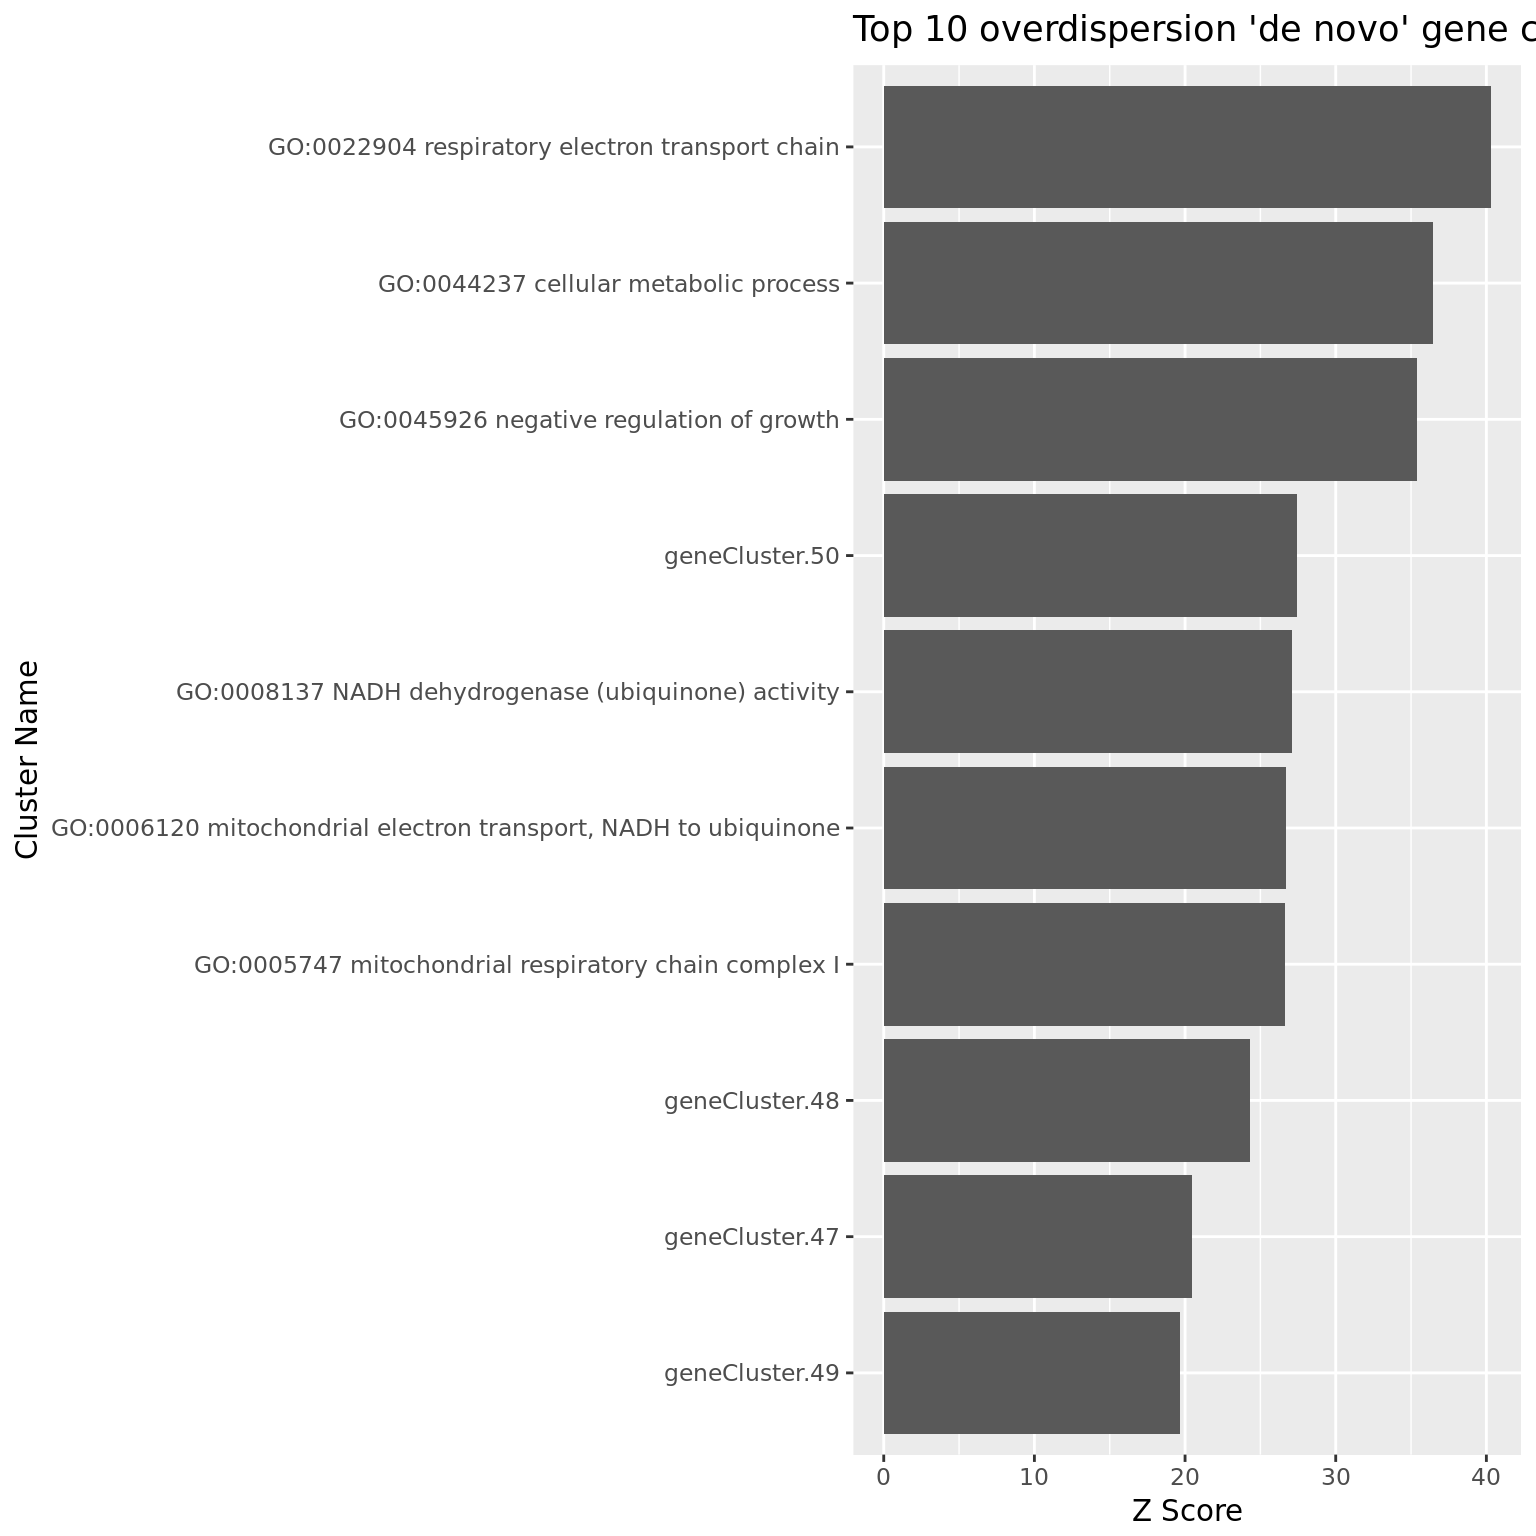 Top 10 overdispersion 'de novo' gene
GO:0022904 respiratory electron transport chain
GO:0044237 cellular metabolic process
GO:0045926 negative regulation of growth
geneCluster.50
GO:0008137 NADH dehydrogenase (ubiquinone) activity
GO:0006120 mitochondrial electron transport, NADH to ubiquinone
GO:0005747 mitochondrial respiratory chain complex I
geneCluster.48
geneCluster.47
geneCluster.49
Cluster Name
0 10 20 30 40
Z Score